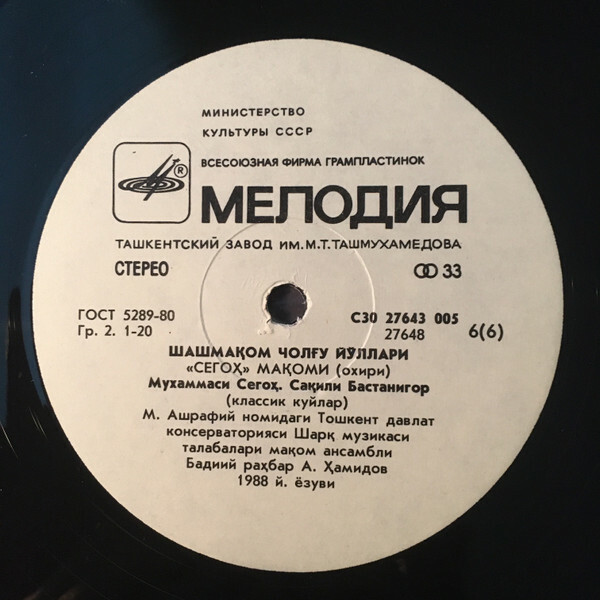 МИНИСТЕРСТВО
КУЛЬТУРЫ СССР
ВСЕСОЮЗНАЯ ФИРМА ГРАМПЛАСТИНОК
®
МЕЛОДИЯ
ТАШКЕНТСКИЙ ЗАВОД ИМ.М.Т.ТАШМУХАМЕДОВА
СТЕРЕО 33
ГОСТ 5289-80 С30 27643 005
Гр. 2. 1-20 27648 6(6)
ШАШМАҚОМ ЧОЛҒУ ЙЎЛЛАРИ
«СЕГОҲ» МАҚОМИ (охири)
Мухаммаси Сегоҳ. Сақили Бастанигор
(классик куйлар)
М. Ашрафий номидаги Тошкент давлат
консерваторияси Шарқ музикаси
талабалари мақом ансамбли
Бадиий раҳбар А. Ҳамидов
1988 й. ёзуви